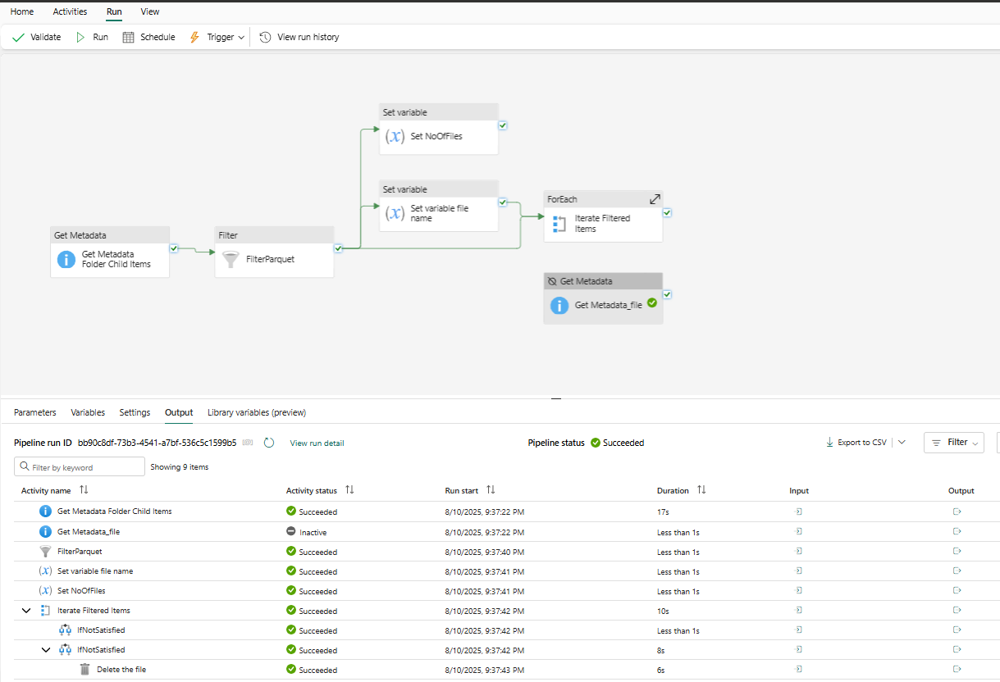 Home Activities Run View
Validate Run Schedule Trigger View run history
Set variable
(x) Set NoOfFiles
Set variable
(x) Set variable file
name
ForEach
Iterate Filtered
Items
Get Metadata
Get Metadata
Folder Child Items
Filter
FilterParquet
Get Metadata
Get Metadata_file
Parameters Variables Settings Output Library variables (preview)
Pipeline run ID bb90c8df-73b3-4541-a7bf-536c5c1599b5 View run detail Pipeline status Succeeded Export to CSV Filter
Filter by keyword Showing 9 items
Activity name Activity status Run start Duration Input Output
Get Metadata Folder Child Items Succeeded 8/10/2025, 9:37:22 PM 17s
Get Metadata_file Inactive 8/10/2025, 9:37:22 PM Less than 1s
FilterParquet Succeeded 8/10/2025, 9:37:40 PM Less than 1s
(x) Set variable file name Succeeded 8/10/2025, 9:37:41 PM Less than 1s
(x) Set NoOfFiles Succeeded 8/10/2025, 9:37:41 PM Less than 1s
Iterate Filtered Items Succeeded 8/10/2025, 9:37:42 PM 10s
IfNotSatisfied Succeeded 8/10/2025, 9:37:42 PM Less than 1s
IfNotSatisfied Succeeded 8/10/2025, 9:37:42 PM 8s
Delete the file Succeeded 8/10/2025, 9:37:43 PM 6s